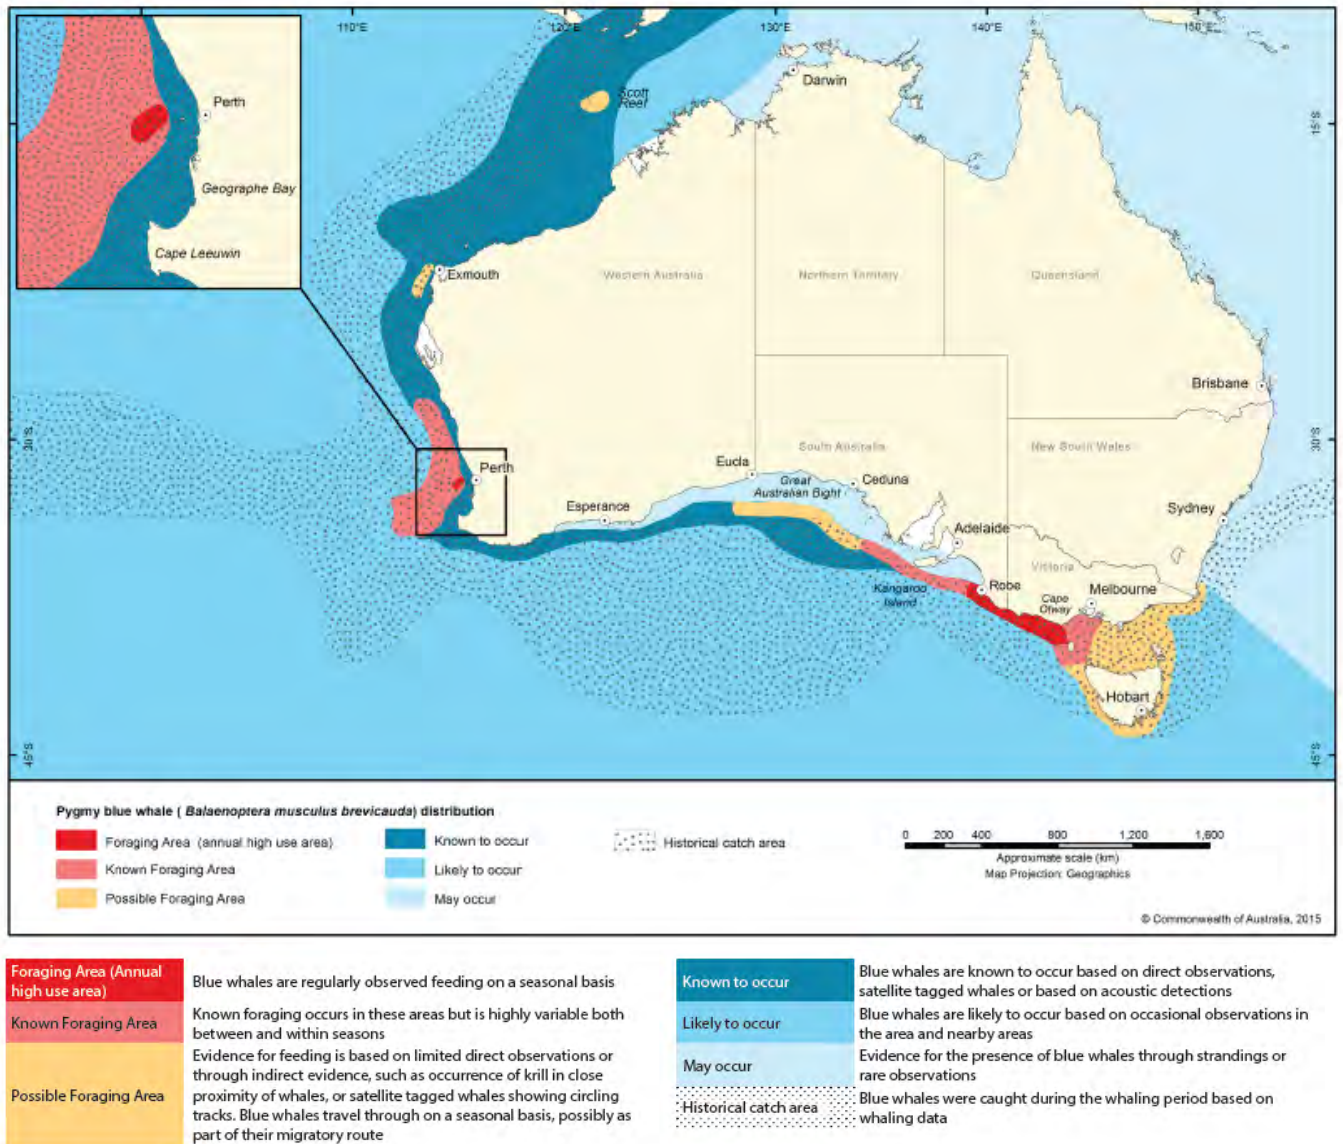 110°E
120°E
130°E
140°E
150°E
Perth
Geographe Bay
Cape Leeuwin
Scott
Reef
Darwin
15°S
15°S
Exmouth
Western Australia
Northern Territory
Queensland
Brisbane
30°S
30°S
Perth
Eucla
South Australia
New South Wales
Great
Australian Bight
Ceduna
Esperance
Sydney
Adelaide
Victoria
Kangaroo
Island
Robe
Cape
Otway
Melbourne
Hobart
45°S
45°S
Pygmy blue whale ( Balaenoptera musculus brevicauda) distribution
Foraging Area (annual high use area)
Known Foraging Area
Possible Foraging Area
Known to occur
Likely to occur
May occur
Historical catch area
0 200 400 800 1,200 1,600
Approximate scale (km)
Map Projection: Geographics
© Commonwealth of Australia, 2015
Foraging Area (Annual
high use area)
Blue whales are regularly observed feeding on a seasonal basis
Known Foraging Area
Known foraging occurs in these areas but is highly variable both
between and within seasons
Possible Foraging Area
Evidence for feeding is based on limited direct observations or
through indirect evidence, such as occurrence of krill in close
proximity of whales, or satellite tagged whales showing circling
tracks. Blue whales travel through on a seasonal basis, possibly as
part of their migratory route
Known to occur
Blue whales are known to occur based on direct observations,
satellite tagged whales or based on acoustic detections
Likely to occur
Blue whales are likely to occur based on occasional observations in
the area and nearby areas
May occur
Evidence for the presence of blue whales through strandings or
rare observations
Historical catch area
Blue whales were caught during the whaling period based on
whaling data